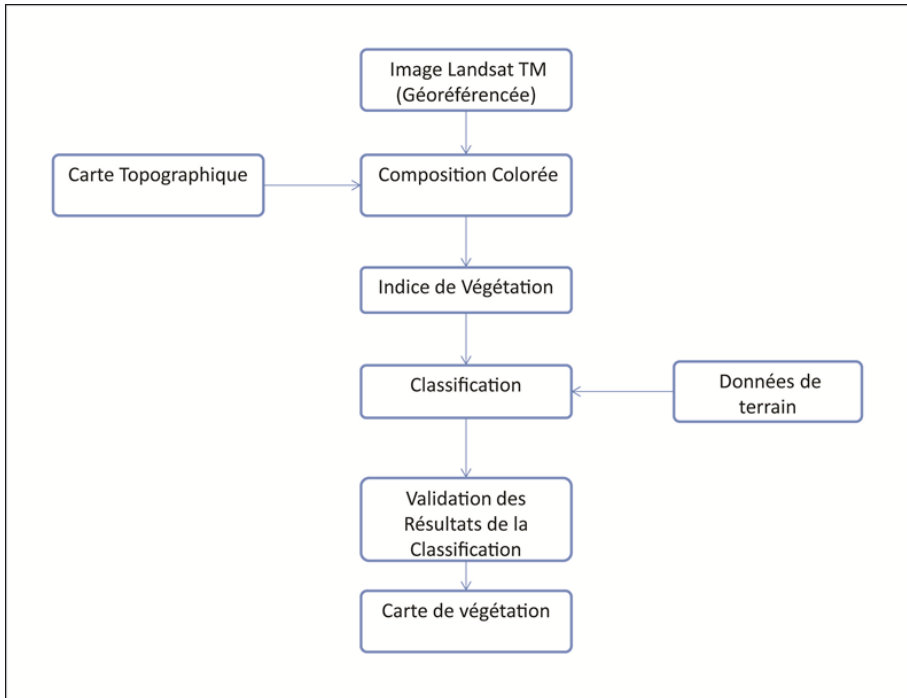 Image Landsat TM
(Géoréférencée)
Carte Topographique
Composition Colorée
Indice de Végétation
Classification
Données de
terrain
Validation des
Résultats de la
Classification
Carte de végétation